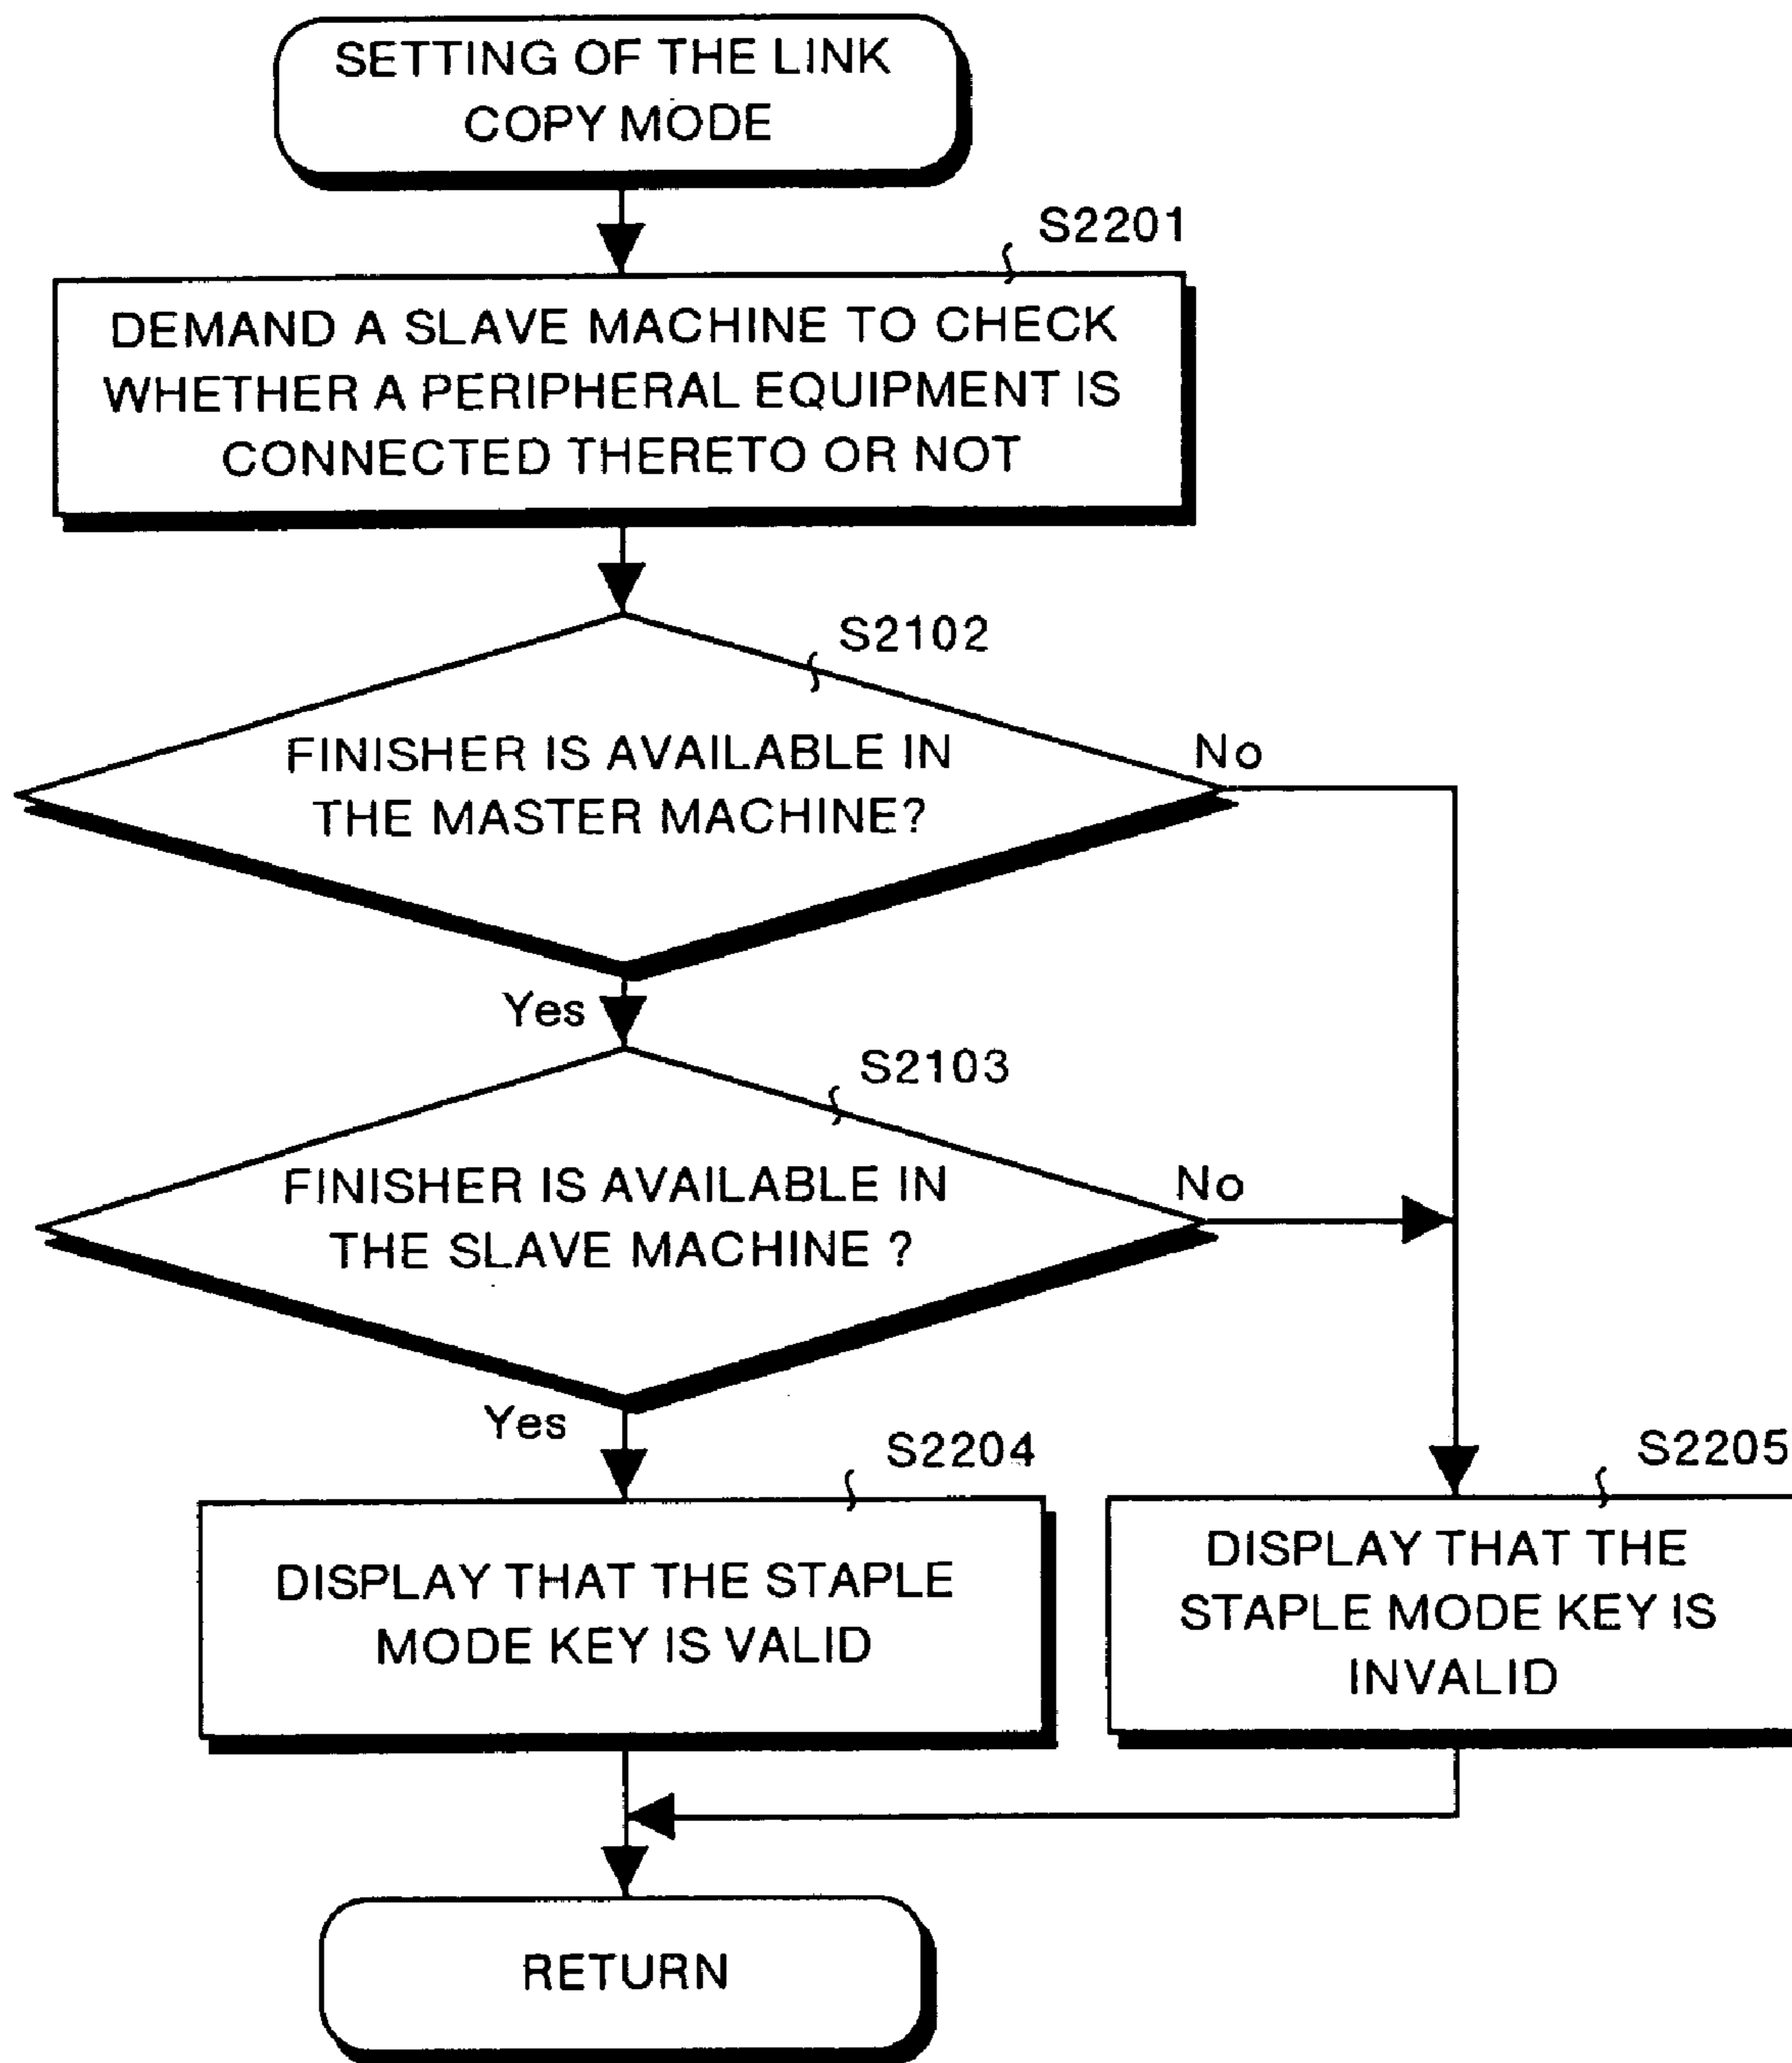 SETTING OF THE LINK
COPY MODE
S2201
DEMAND A SLAVE MACHINE TO CHECK
WHETHER A PERIPHERAL EQUIPMENT IS
CONNECTED THERETO OR NOT
S2102
FINISHER IS AVAILABLE IN
THE MASTER MACHINE?
No
Yes
S2103
FINISHER IS AVAILABLE IN
THE SLAVE MACHINE ?
No
Yes
S2204
DISPLAY THAT THE STAPLE
MODE KEY IS VALID
S2205
DISPLAY THAT THE
STAPLE MODE KEY IS
INVALID
RETURN